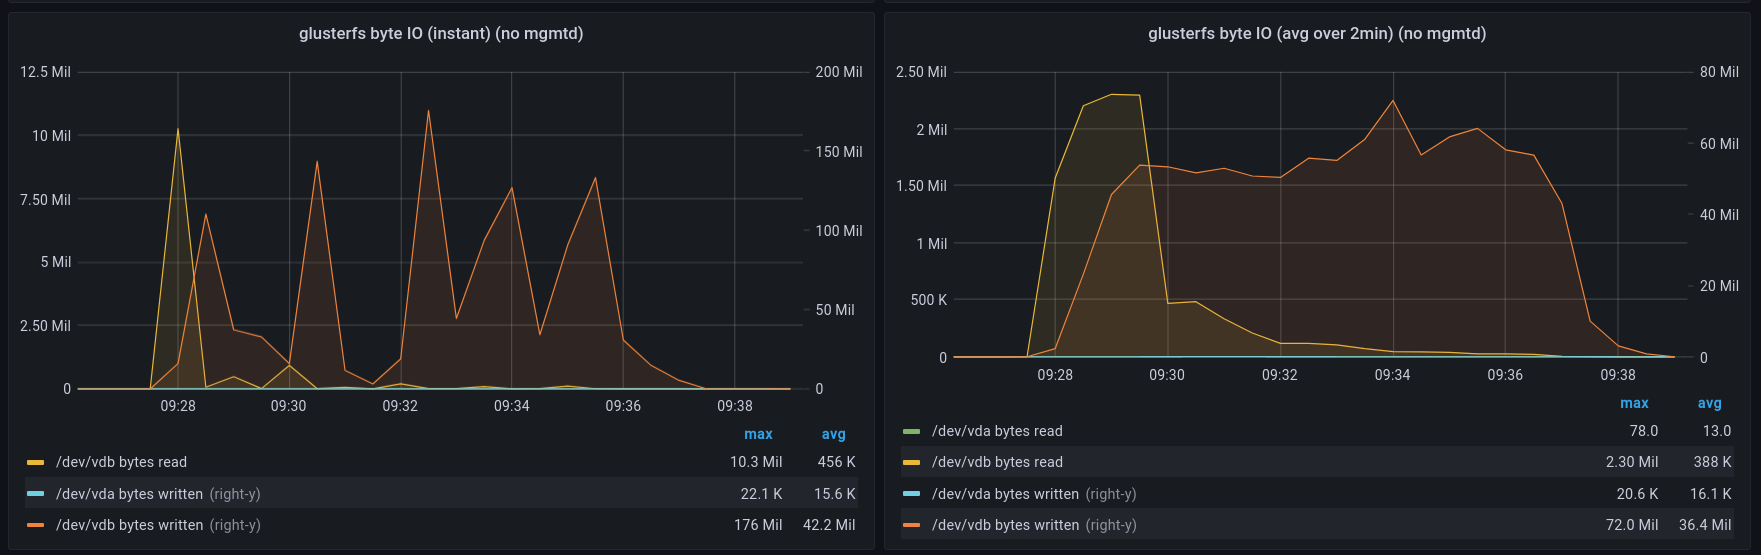 glusterfs byte IO (instant) (no mgmtd)
12.5 Mil 200 Mil
10 Mil 150 Mil
7.50 Mil
5 Mil 100 Mil
2.50 Mil 50 Mil
0 0
09:28 09:30 09:32 09:34 09:36 09:38
max avg
/dev/vdb bytes read 10.3 Mil 456 K
/dev/vda bytes written (right-y) 22.1 K 15.6 K
/dev/vdb bytes written (right-y) 176 Mil 42.2 Mil
glusterfs byte IO (avg over 2min) (no mgmtd)
2.50 Mil 80 Mil
2 Mil 60 Mil
1.50 Mil
1 Mil 40 Mil
500 K 20 Mil
0 0
09:28 09:30 09:32 09:34 09:36 09:38
max avg
/dev/vda bytes read 78.0 13.0
/dev/vdb bytes read 2.30 Mil 388 K
/dev/vda bytes written (right-y) 20.6 K 16.1 K
/dev/vdb bytes written (right-y) 72.0 Mil 36.4 Mil